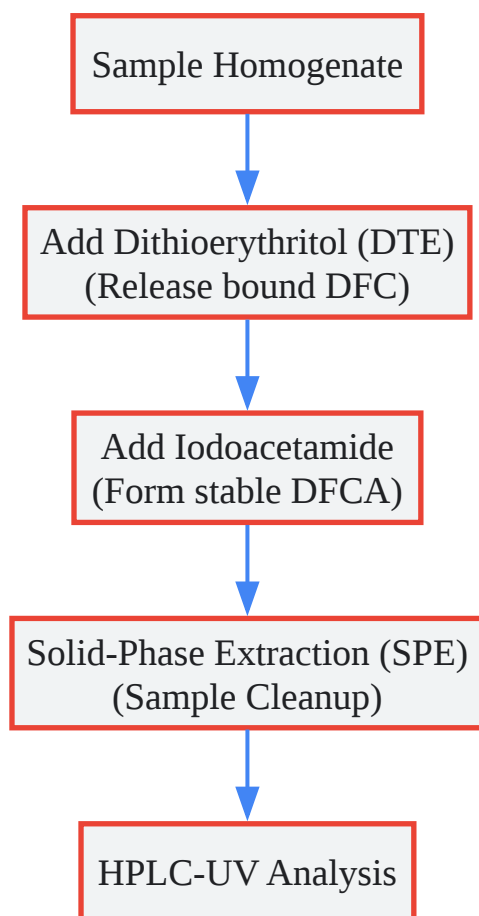 Sample Homogenate
Add Dithioerythritol (DTE)
(Release bound DFC)
Add Iodoacetamide
(Form stable DFCA)
Solid-Phase Extraction (SPE)
(Sample Cleanup)
HPLC-UV Analysis